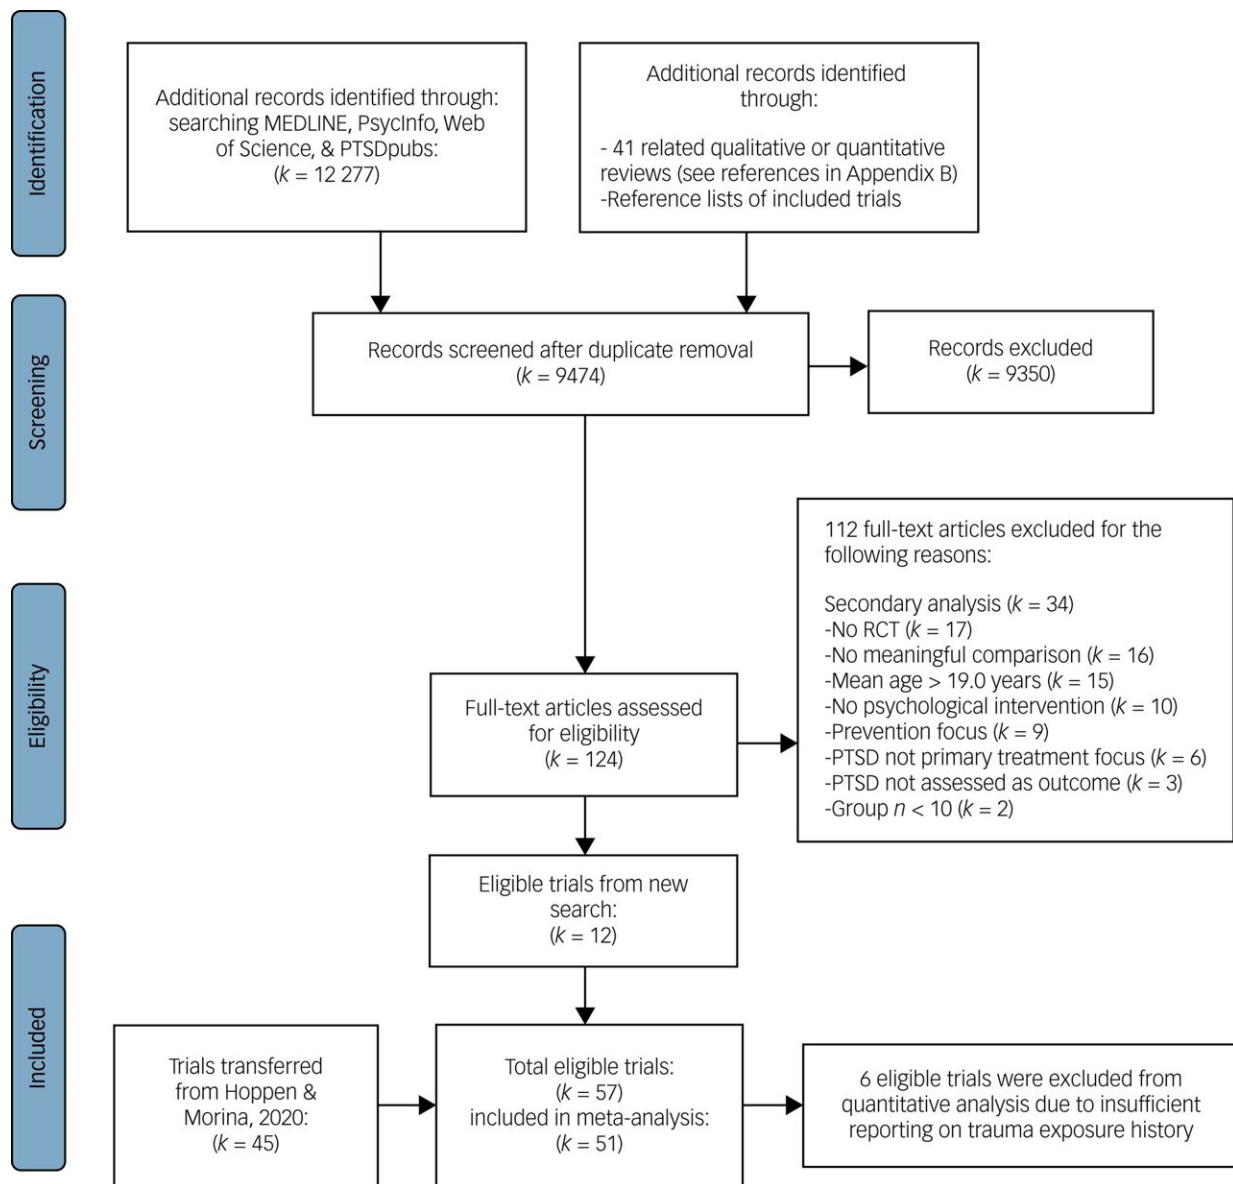 Identification
Additional records identified through:
searching MEDLINE, PsycInfo, Web
of Science, & PTSDpubs:
(k = 12 277)
Additional records identified
through:
- 41 related qualitative or quantitative
reviews (see references in Appendix B)
-Reference lists of included trials
Screening
Records screened after duplicate removal
(k = 9474)
Records excluded
(k = 9350)
Eligibility
Full-text articles assessed
for eligibility
(k = 124)
112 full-text articles excluded for the
following reasons:
Secondary analysis (k = 34)
-No RCT (k = 17)
-No meaningful comparison (k = 16)
-Mean age > 19.0 years (k = 15)
-No psychological intervention (k = 10)
-Prevention focus (k = 9)
-PTSD not primary treatment focus (k = 6)
-PTSD not assessed as outcome (k = 3)
-Group n < 10 (k = 2)
Eligible trials from new
search:
(k = 12)
Included
Trials transferred
from Hoppen &
Morina, 2020:
(k = 45)
Total eligible trials:
(k = 57)
included in meta-analysis:
(k = 51)
6 eligible trials were excluded from
quantitative analysis due to insufficient
reporting on trauma exposure history